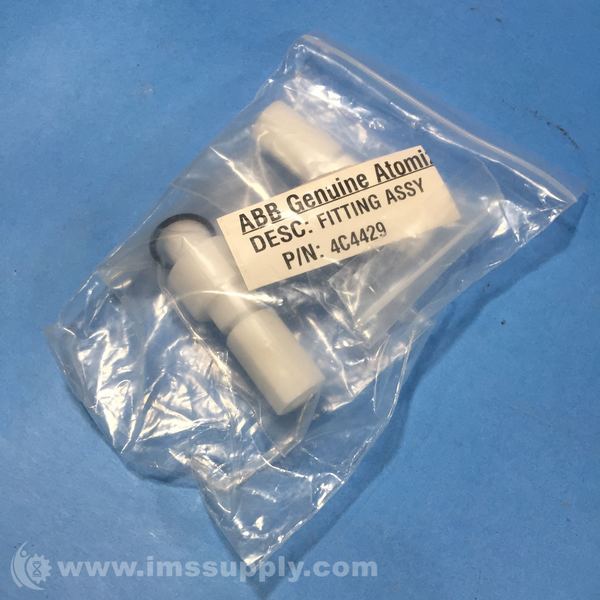 ABB Genuine Atomi
DESC: FITTING ASSY
P/N: 4C4429
www.imssupply.com